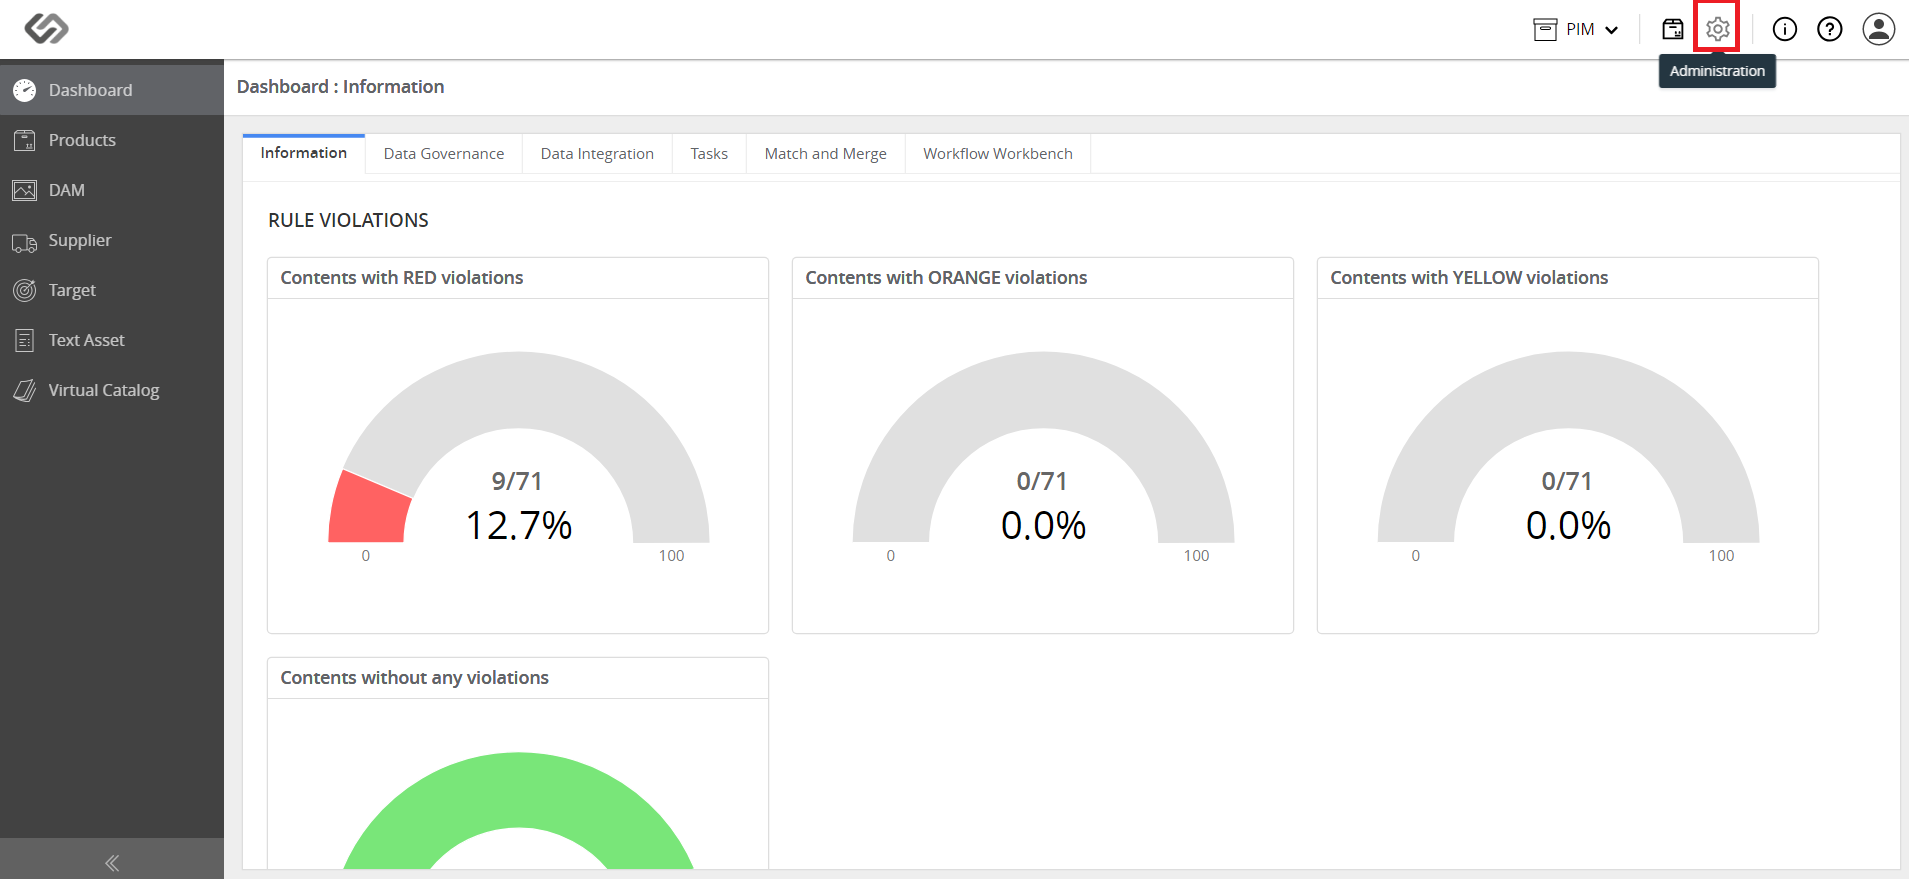 PIM
Administration
Dashboard
Products
DAM
Supplier
Target
Text Asset
Virtual Catalog
Dashboard : Information
Information
Data Governance
Data Integration
Tasks
Match and Merge
Workflow Workbench
RULE VIOLATIONS
Contents with RED violations
9/71
12.7%
0
100
Contents with ORANGE violations
0/71
0.0%
0
100
Contents with YELLOW violations
0/71
0.0%
0
100
Contents without any violations